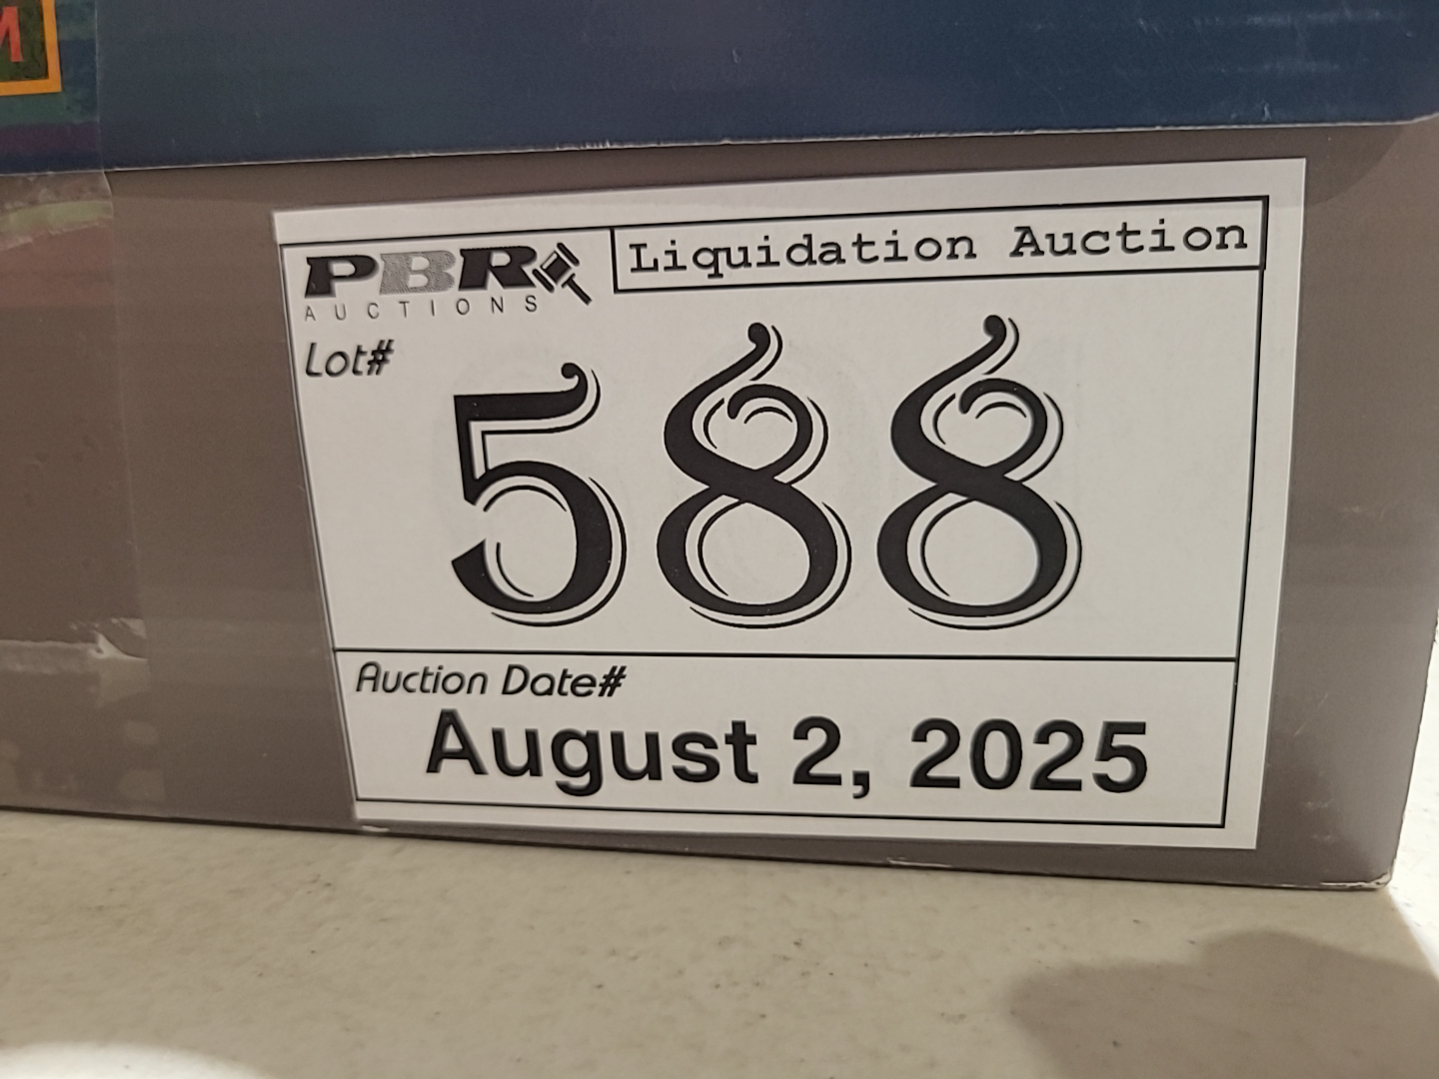 M
PBR
AUCTIONS
Liquidation Auction
Lot#
588
Auction Date#
August 2, 2025